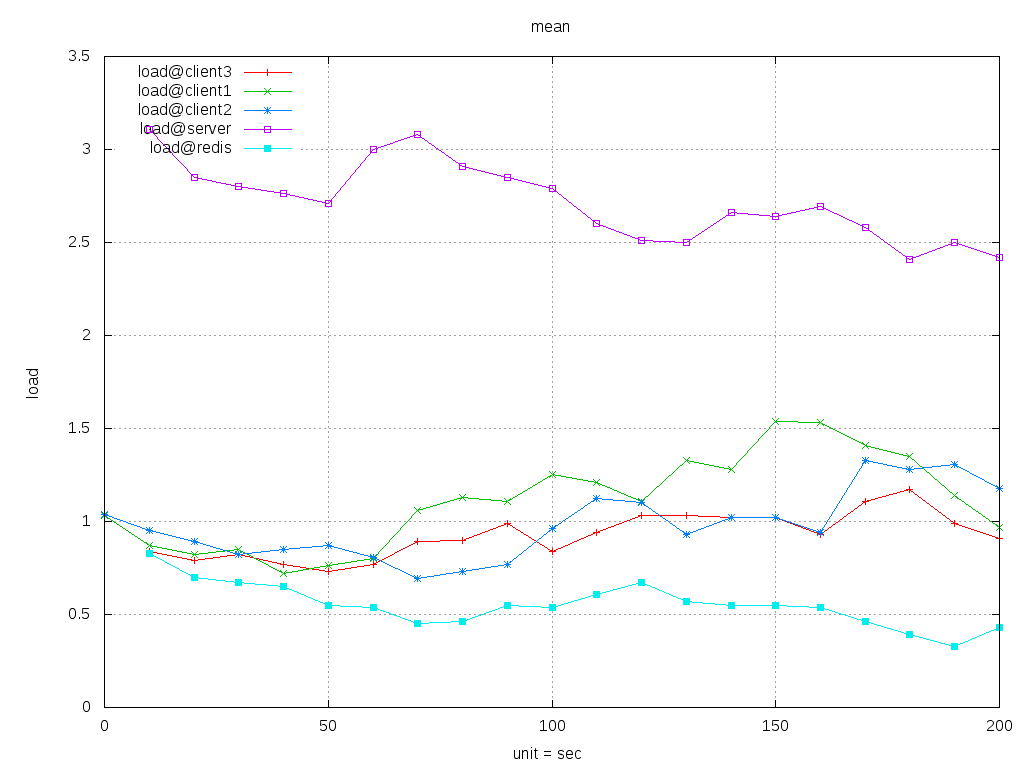 mean
3.5
load@client3
load@client1
load@client2
load@server
3
load@redis
2.5
2
load
1.5
1
0.5
0
0 50 100 150 200
unit = sec